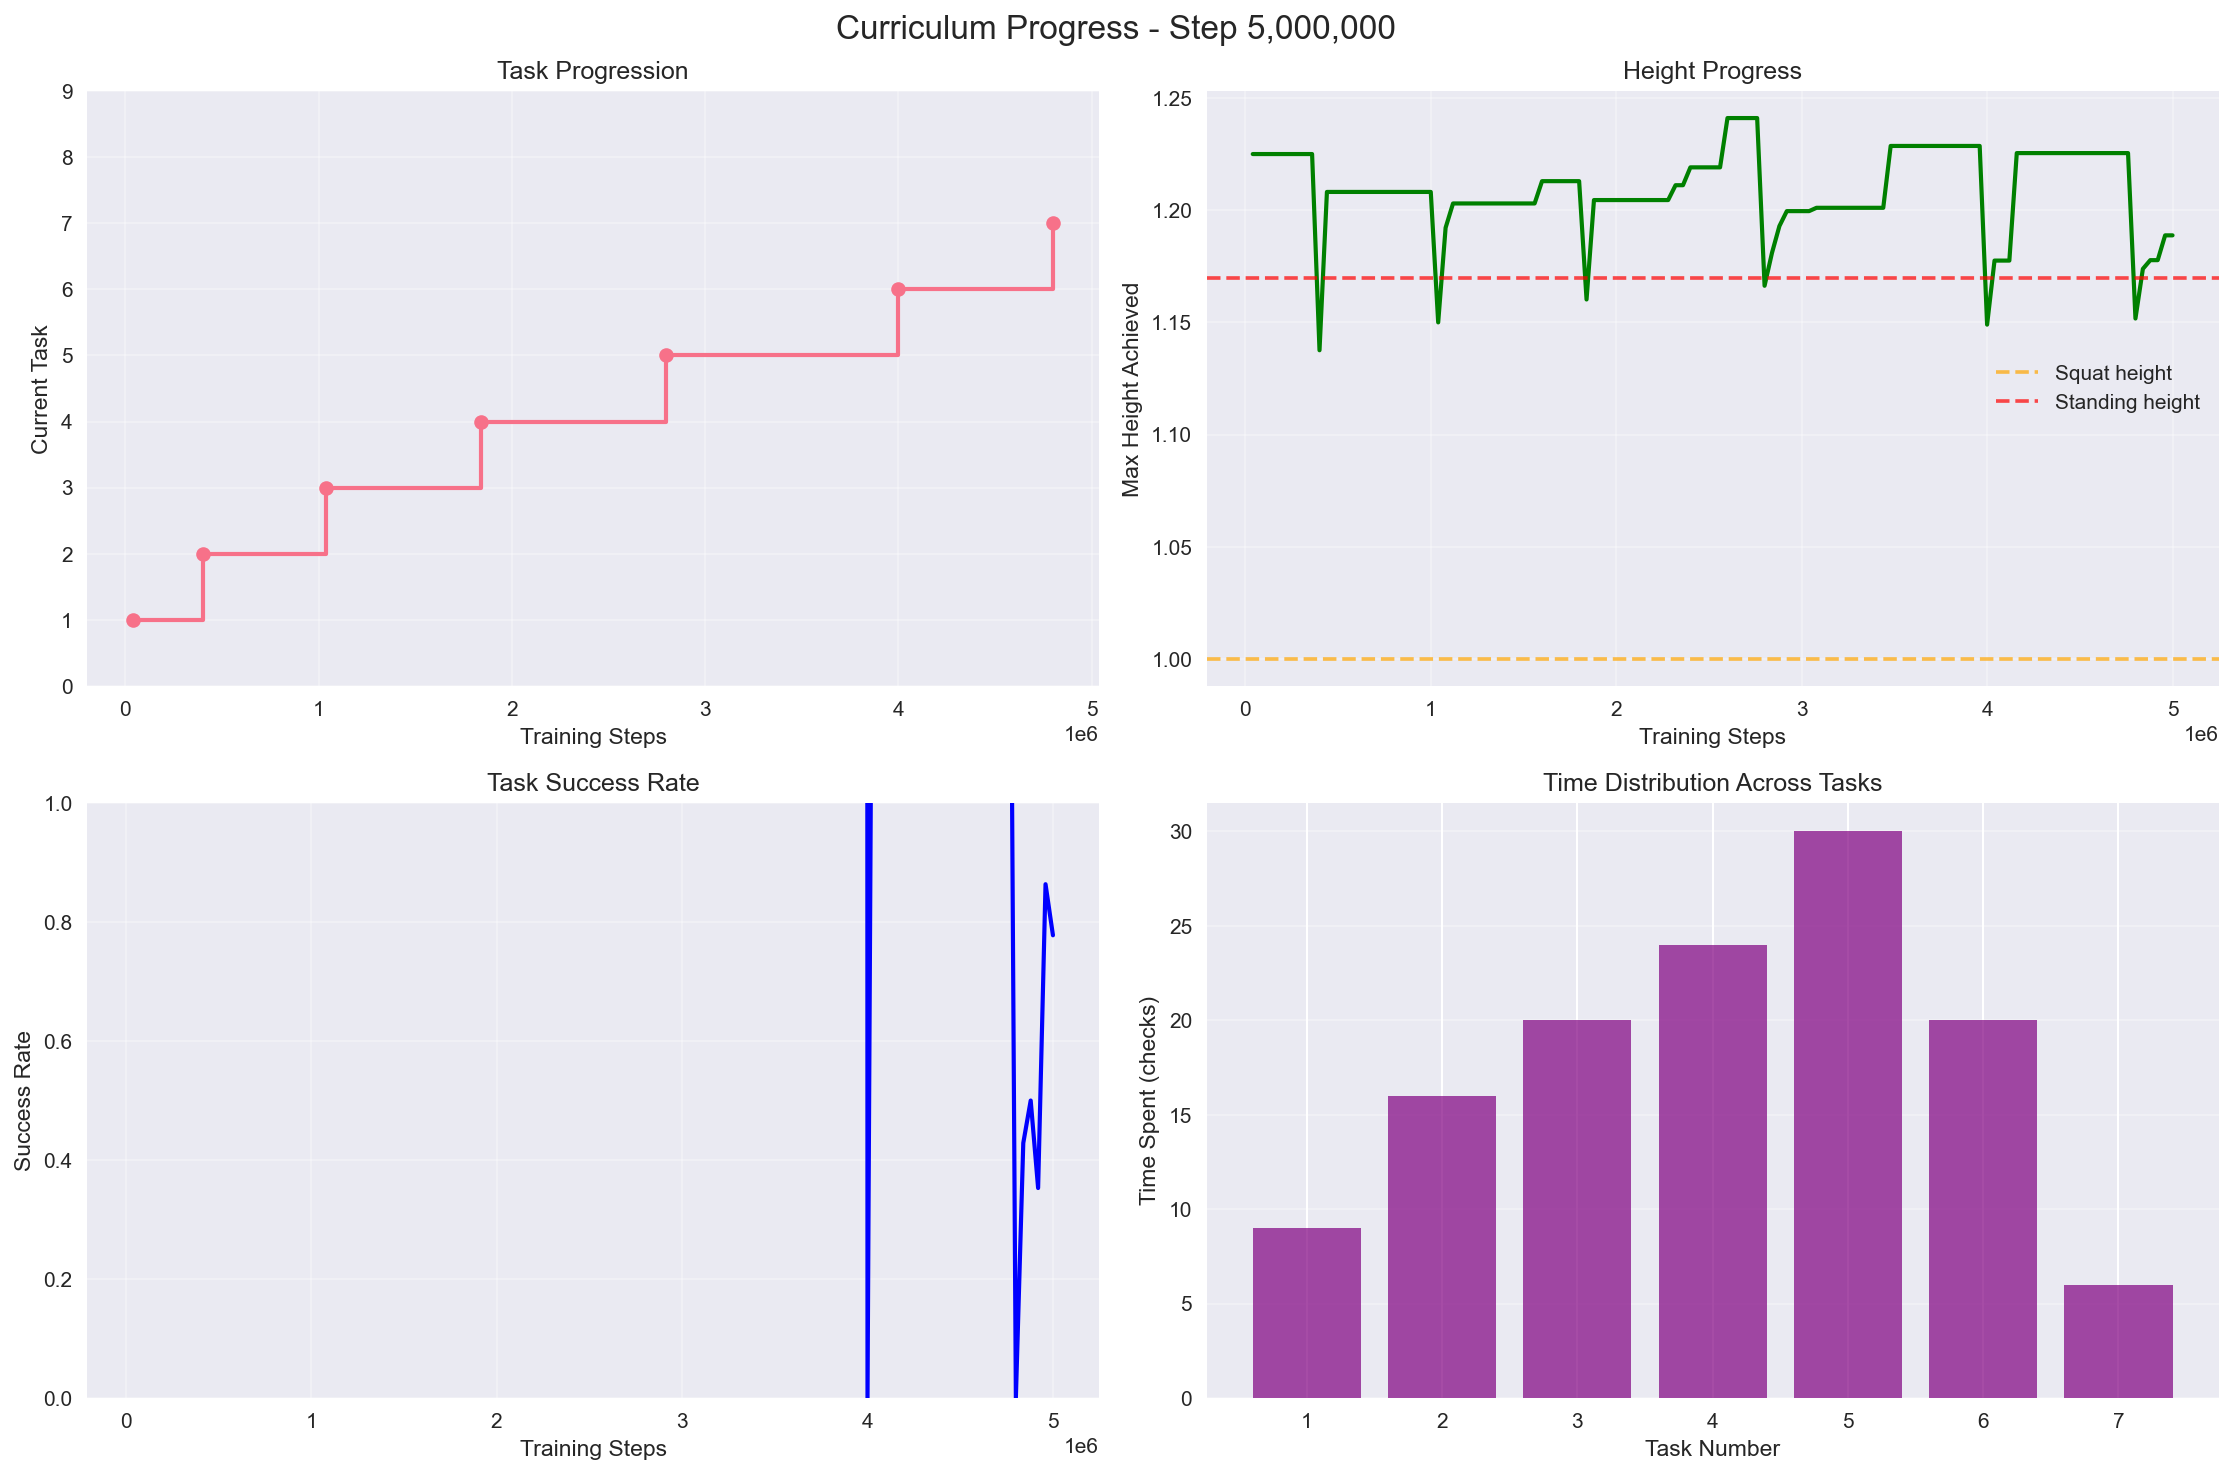 Curriculum Progress - Step 5,000,000
Task Progression
Current Task
9
8
7
6
5
4
3
2
1
0
0 1 2 3 4 5
1e6
Training Steps
Height Progress
Max Height Achieved
1.25
1.20
1.15
1.10
1.05
1.00
Squat height
Standing height
0 1 2 3 4 5
1e6
Training Steps
Task Success Rate
Success Rate
1.0
0.8
0.6
0.4
0.2
0.0
0 1 2 3 4 5
1e6
Training Steps
Time Distribution Across Tasks
Time Spent (checks)
30
25
20
15
10
5
0
1 2 3 4 5 6 7
Task Number